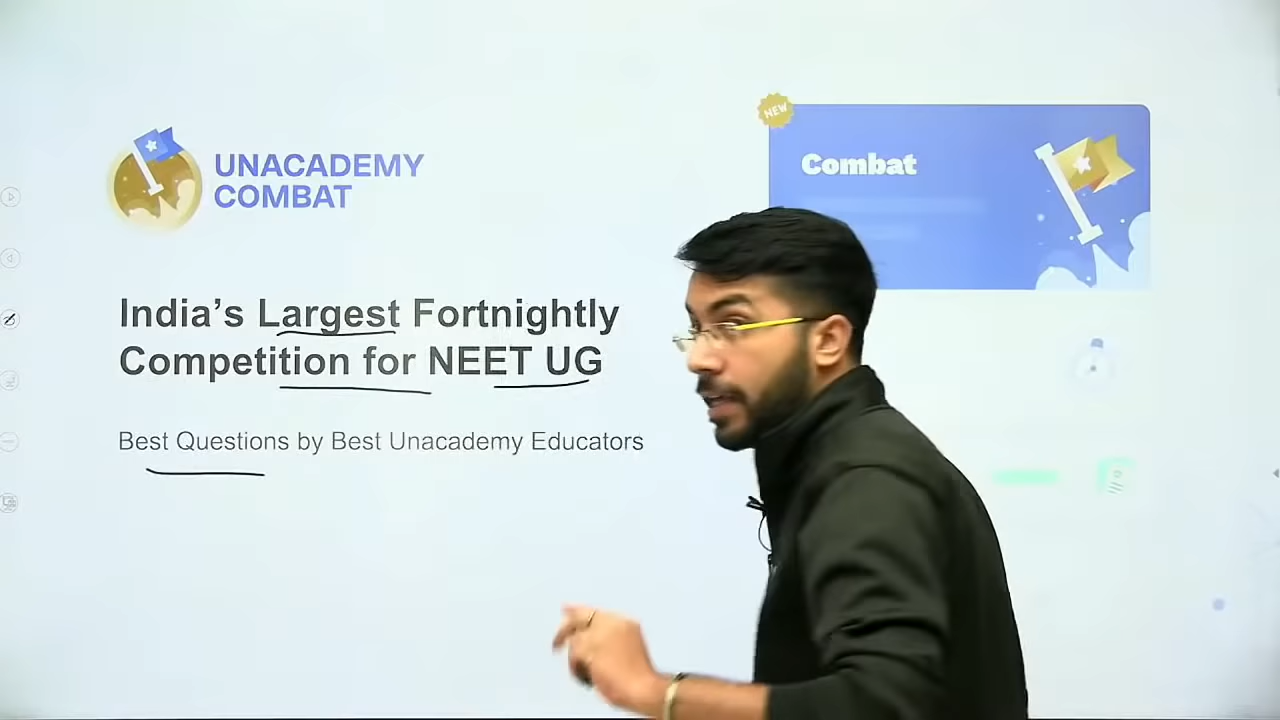 UNACADEMY
COMBAT
India's Largest Fortnightly
Competition for NEET UG
Best Questions by Best Unacademy Educators
NEW
Combat